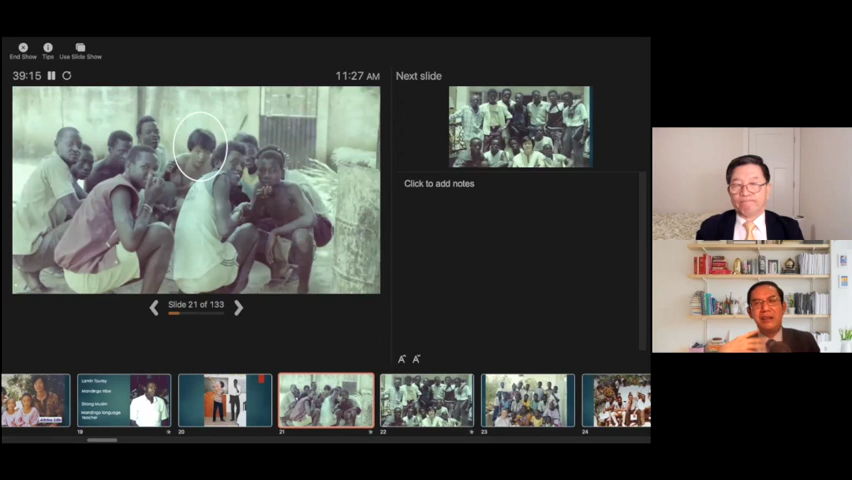 End Show
Tips
Use Slide Show
39:15
11:27 AM
Next slide
Click to add notes
Slide 21 of 133
Lamin Touray
Mandingo tribe
Strong Muslim
Mandingo language
teacher
19
20
21
22
23
24